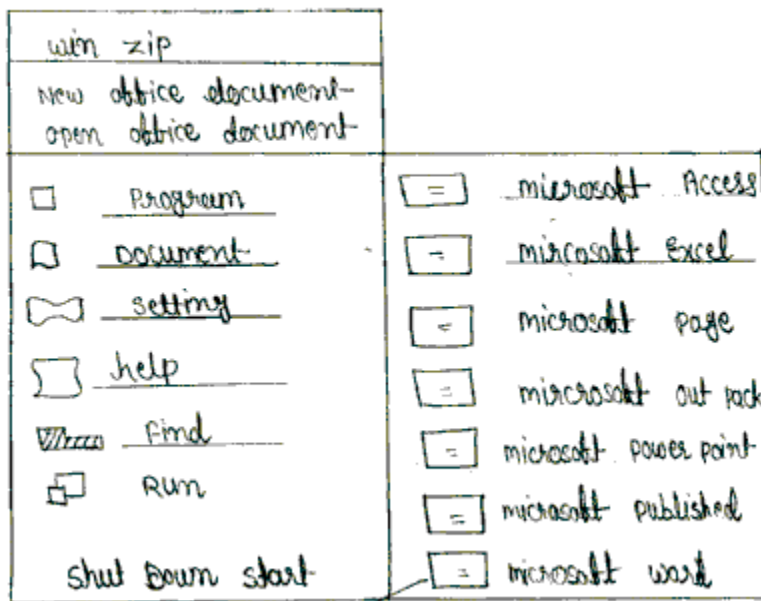 win zip
New office document
open office document
Program
Document
setting
help
Find
RUN
Shut Down start
microsoft Access
mircosoft Excel
microsoft page
mircrosoft out pack
microsoft power point
microsoft published
microsoft word